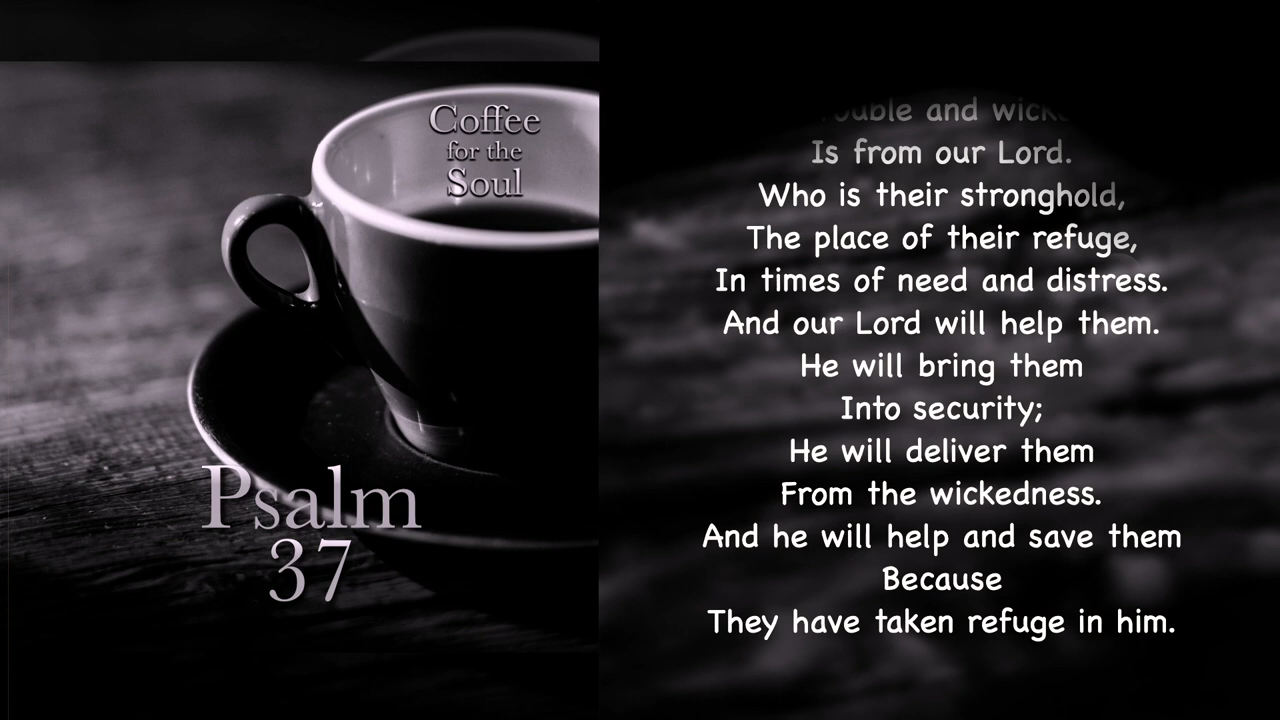 Coffee
for the
Soul
Psalm
37
and
Is from our Lord.
Who is their stronghold,
The place of their refuge,
In times of need and distress.
And our Lord will help them.
He will bring them
Into security;
He will deliver them
From the wickedness.
And he will help and save them
Because
They have taken refuge in him.